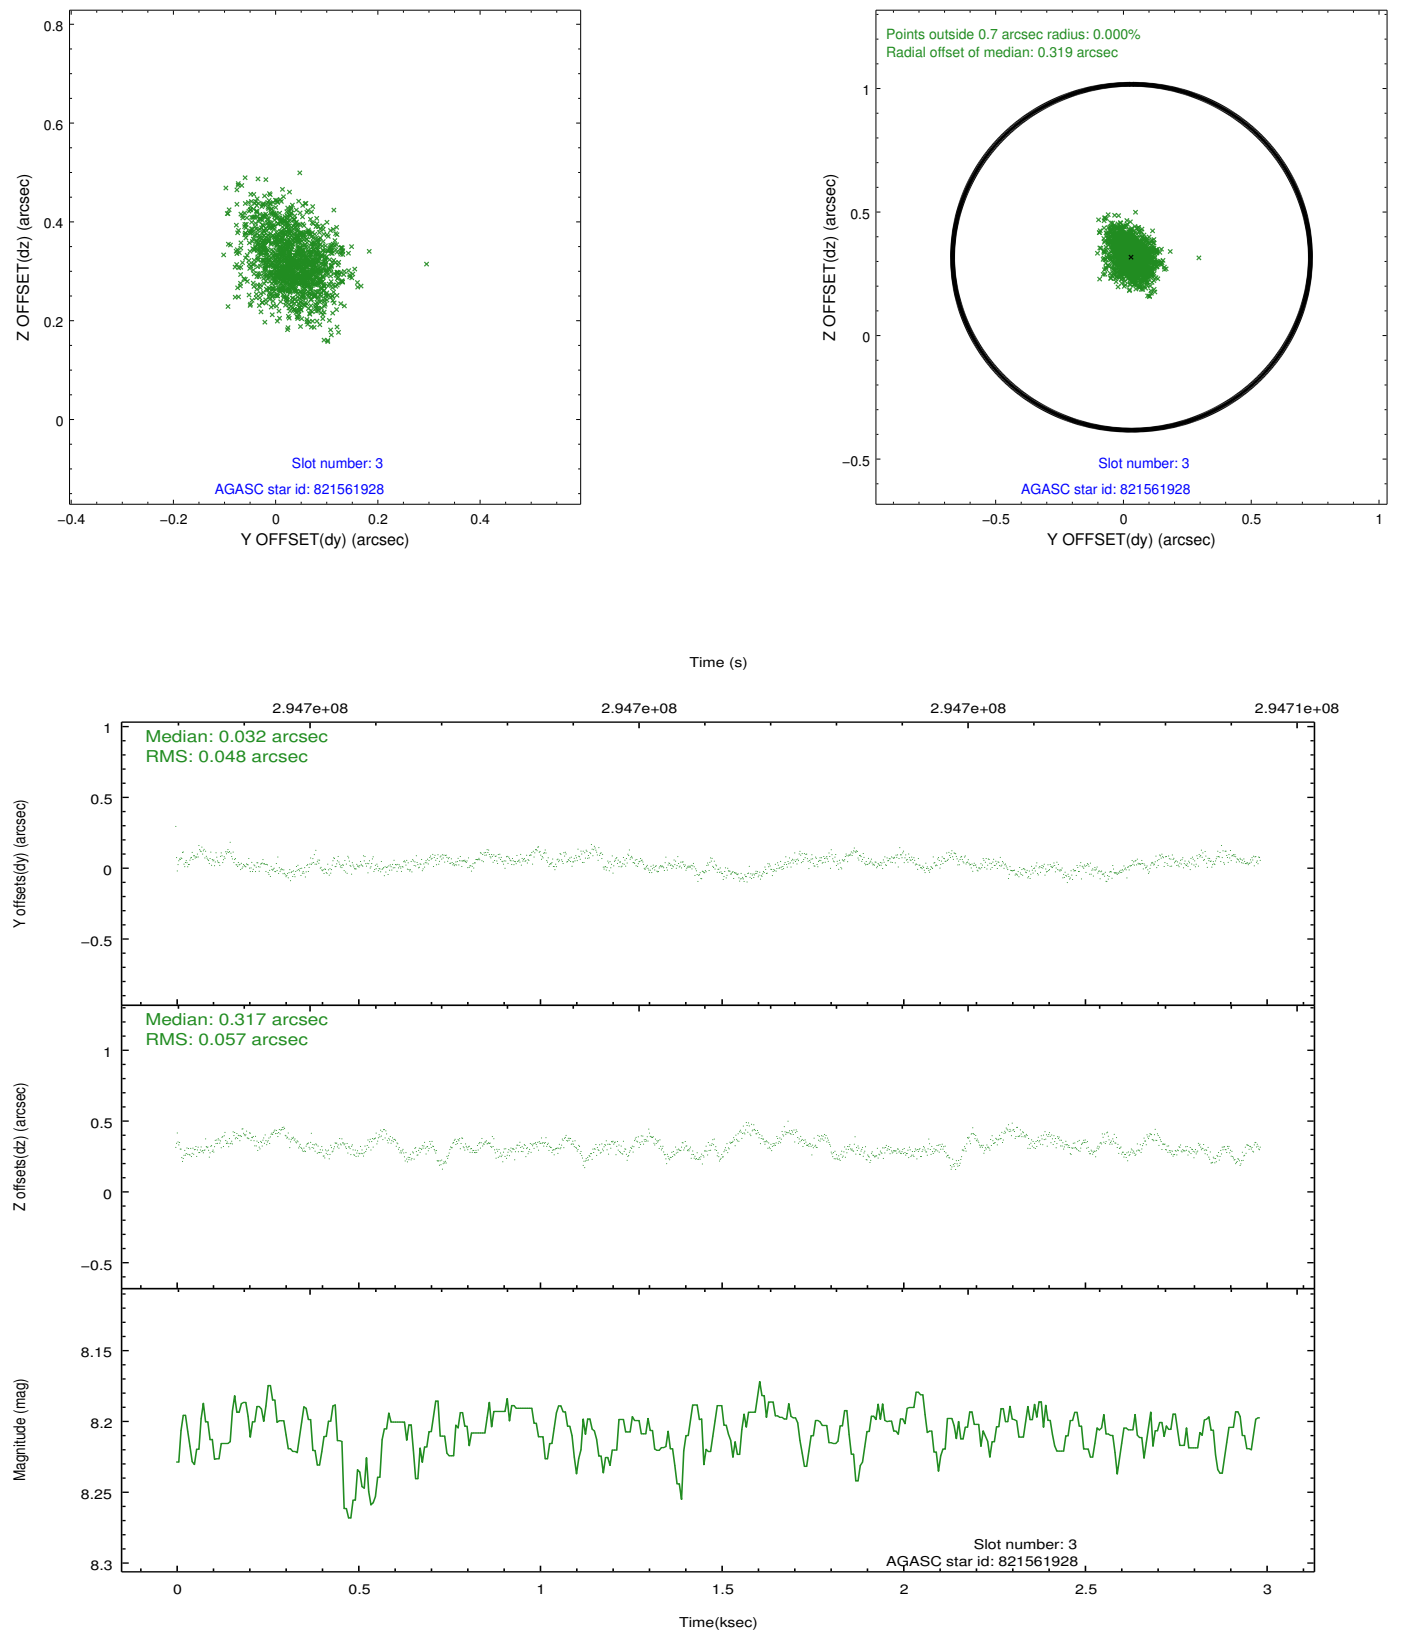 0.8
0.6
0.4
0.2
0
−0.4
−0.2
0
0.2
0.4
Z OFFSET(dz) (arcsec)
Y OFFSET(dy) (arcsec)
Slot number: 3
AGASC star id: 821561928
Points outside 0.7 arcsec radius: 0.000%
Radial offset of median: 0.319 arcsec
1
0.5
0
−0.5
−0.5
0
0.5
1
Z OFFSET(dz) (arcsec)
Y OFFSET(dy) (arcsec)
Slot number: 3
AGASC star id: 821561928
Time (s)
2.947e+08
2.947e+08
2.947e+08
2.9471e+08
Median: 0.032 arcsec
RMS: 0.048 arcsec
1
0.5
0
−0.5
Y offsets(dy) (arcsec)
Median: 0.317 arcsec
RMS: 0.057 arcsec
1
0.5
0
−0.5
Z offsets(dz) (arcsec)
8.15
8.2
8.25
8.3
Magnitude (mag)
Slot number: 3
AGASC star id: 821561928
0
0.5
1
1.5
2
2.5
3
Time(ksec)